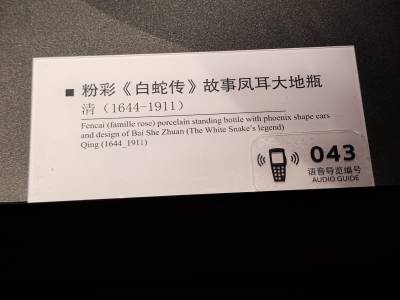 ■ 粉彩《白蛇传》故事凤耳大地瓶
清（1644-1911）
Fencai (famille rose) porcelain standing bottle with phoenix shape ears
and design of Bai She Zhuan (The White Snake's legend)
Qing (1644_1911)
043
语音导览编号
AUDIO GUIDE